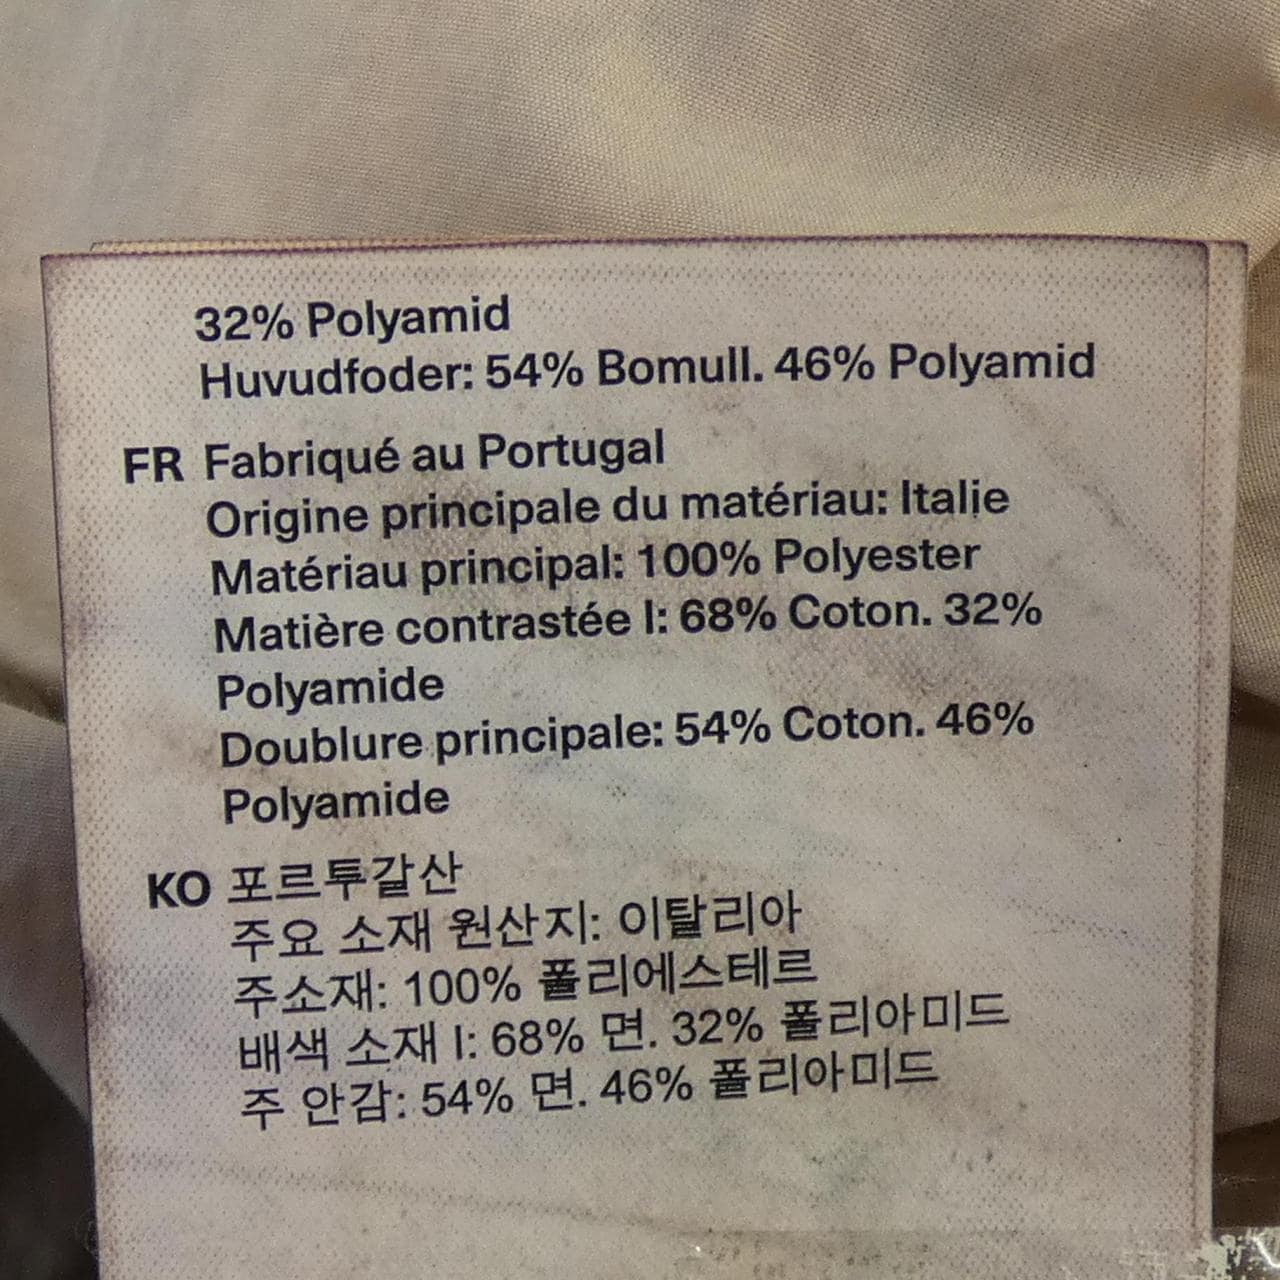 32% Polyamid
Huvudfoder: 54% Bomull. 46% Polyamid
FR Fabriqué au Portugal
Origine principale du matériau: Italie
Matériau principal: 100% Polyester
Matière contrastée I: 68% Coton. 32%
Polyamide
Doublure principale: 54% Coton. 46%
Polyamide
KO 포르투갈산
주요 소재 원산지: 이탈리아
주소재: 100% 폴리에스테르
배색 소재 I: 68% 면. 32% 폴리아미드
주 안감: 54% 면. 46% 폴리아미드